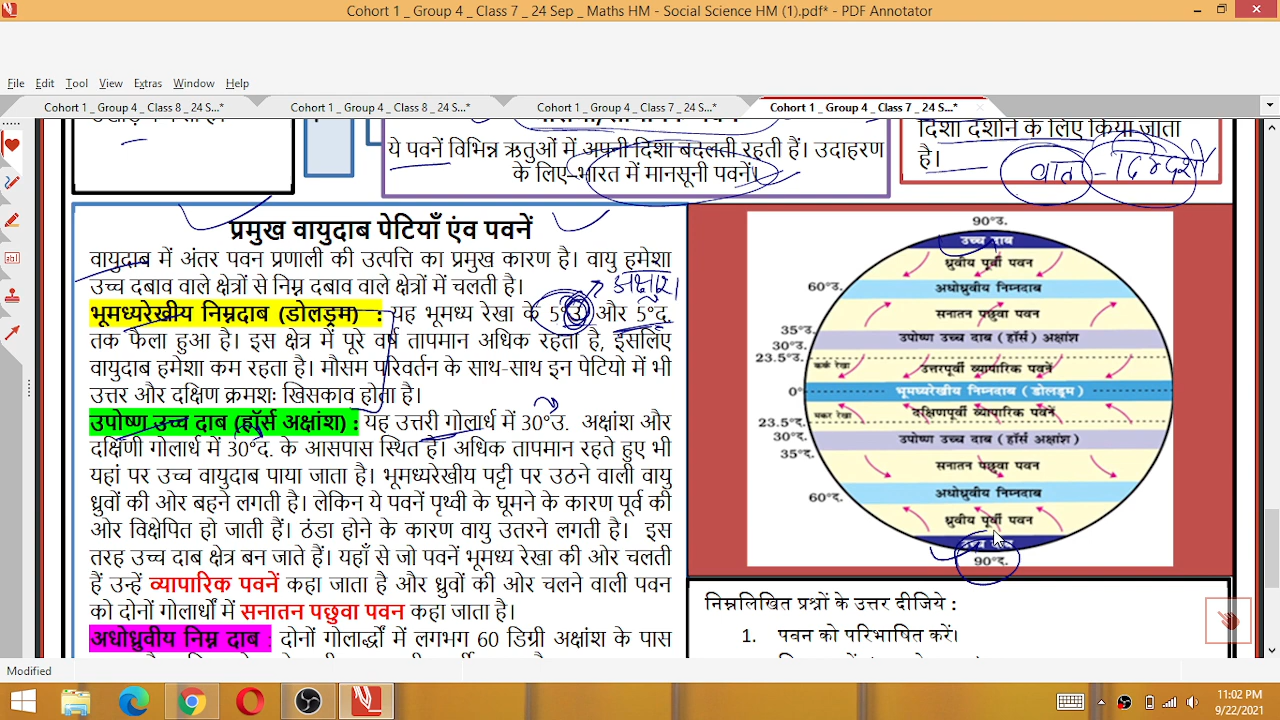 Cohort 1 _ Group 4 _ Class 7 _ 24 Sep _ Maths HM - Social Science HM (1).pdf* - PDF Annotator
File Edit Tool View Extras Window Help
Cohort 1 _ Group 4 _ Class 8 _ 24 S...* Cohort 1 _ Group 4 _ Class 8 _ 24 S...* Cohort 1 _ Group 4 _ Class 7 _ 24 S...* Cohort 1 _ Group 4 _ Class 7 _ 24 S...*
ये पवनें विभिन्न ऋतुओं में अपनी दिशा बदलती रहती हैं। उदाहरण
के लिए-भारत में मानसूनी पवनें।
दिशा दर्शाने के लिए किया जाता
है।
वात - दिग्दर्शी
प्रमुख वायुदाब पेटियाँ एंव पवनें
वायुदाब में अंतर पवन प्रणाली की उत्पत्ति का प्रमुख कारण है। वायु हमेशा
उच्च दबाव वाले क्षेत्रों से निम्न दबाव वाले क्षेत्रों में चलती है।
अक्षांश
भूमध्यरेखीय निम्नदाब (डोलड्रम) : यह भूमध्य रेखा के 5°उ. और 5°द.
तक फैला हुआ है। इस क्षेत्र में पूरे वर्ष तापमान अधिक रहता है, इसलिए
वायुदाब हमेशा कम रहता है। मौसम परिवर्तन के साथ-साथ इन पेटियो में भी
उत्तर और दक्षिण क्रमशः खिसकांव होता है।
उपोष्ण उच्च दाब (हॉर्स अक्षांश) : यह उत्तरी गोलार्ध में 30°उ. अक्षांश और
दक्षिणी गोलार्ध में 30°द. के आसपास स्थित है। अधिक तापमान रहते हुए भी
यहां पर उच्च वायुदाब पाया जाता है। भूमध्यरेखीय पट्टी पर उठने वाली वायु
ध्रुवों की ओर बहने लगती है। लेकिन ये पवनें पृथ्वी के घूमने के कारण पूर्व की
ओर विक्षेपित हो जाती हैं। ठंडा होने के कारण वायु उतरने लगती है। इस
तरह उच्च दाब क्षेत्र बन जाता हैं। यहाँ से जो पवनें भूमध्य रेखा की ओर चलती
हैं उन्हें व्यापारिक पवनें कहा जाता है और ध्रुवों की ओर चलने वाली पवन
को दोनों गोलार्धों में सनातन पछुवा पवन कहा जाता है।
अधोध्रुवीय निम्न दाब : दोनों गोलार्द्धों में लगभग 60 डिग्री अक्षांश के पास
90°उ.
उच्च दाब
ध्रुवीय पूर्वी पवन
60°उ.
अधोध्रुवीय निम्नदाब
सनातन पछुवा पवन
35°उ.
उपोष्ण उच्च दाब (हॉर्स) अक्षांश
30°उ.
23.5°उ.
कर्क रेखा
उत्तरपूर्वी व्यापारिक पवनें
0°
भूमध्यरेखीय निम्नदाब (डोलड्रम)
मकर रेखा
दक्षिणपूर्वी व्यापारिक पवनें
23.5°द.
30°द.
उपोष्ण उच्च दाब (हॉर्स अक्षांश)
35°द.
सनातन पछुवा पवन
60°द.
अधोध्रुवीय निम्नदाब
ध्रुवीय पूर्वी पवन
90°द.
निम्नलिखित प्रश्नों के उत्तर दीजिये :
1. पवन को परिभाषित करें।
Modified
11:02 PM
9/22/2021